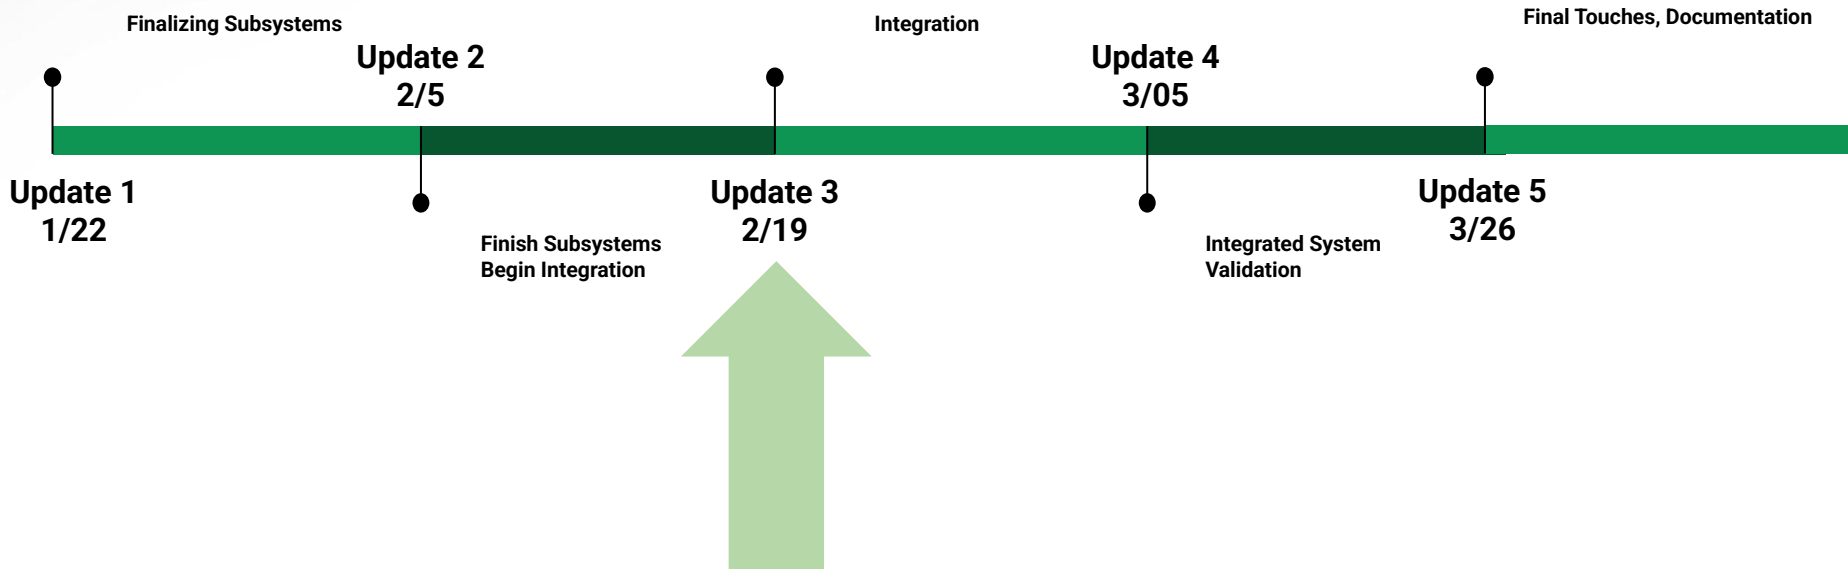 Finalizing Subsystems
Integration
Final Touches, Documentation
Update 2
2/5
Update 4
3/05
Update 1
1/22
Update 3
2/19
Update 5
3/26
Finish Subsystems
Begin Integration
Integrated System
Validation